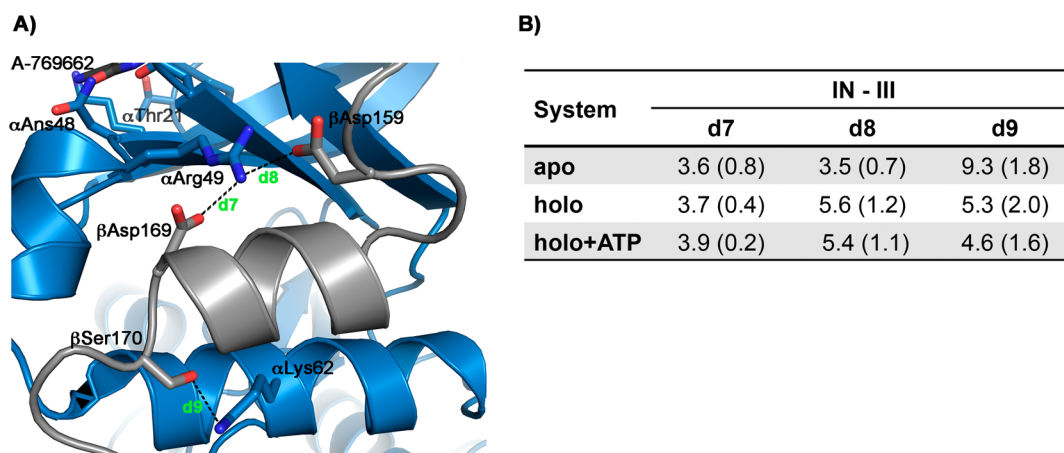 A)
A-769662
αAns48
αThr21
βAsp159
αArg49
d8
d7
βAsp169
βSer170
αLys62
d9
B)
System IN - III
d7 d8 d9
apo 3.6 (0.8) 3.5 (0.7) 9.3 (1.8)
holo 3.7 (0.4) 5.6 (1.2) 5.3 (2.0)
holo+ATP 3.9 (0.2) 5.4 (1.1) 4.6 (1.6)